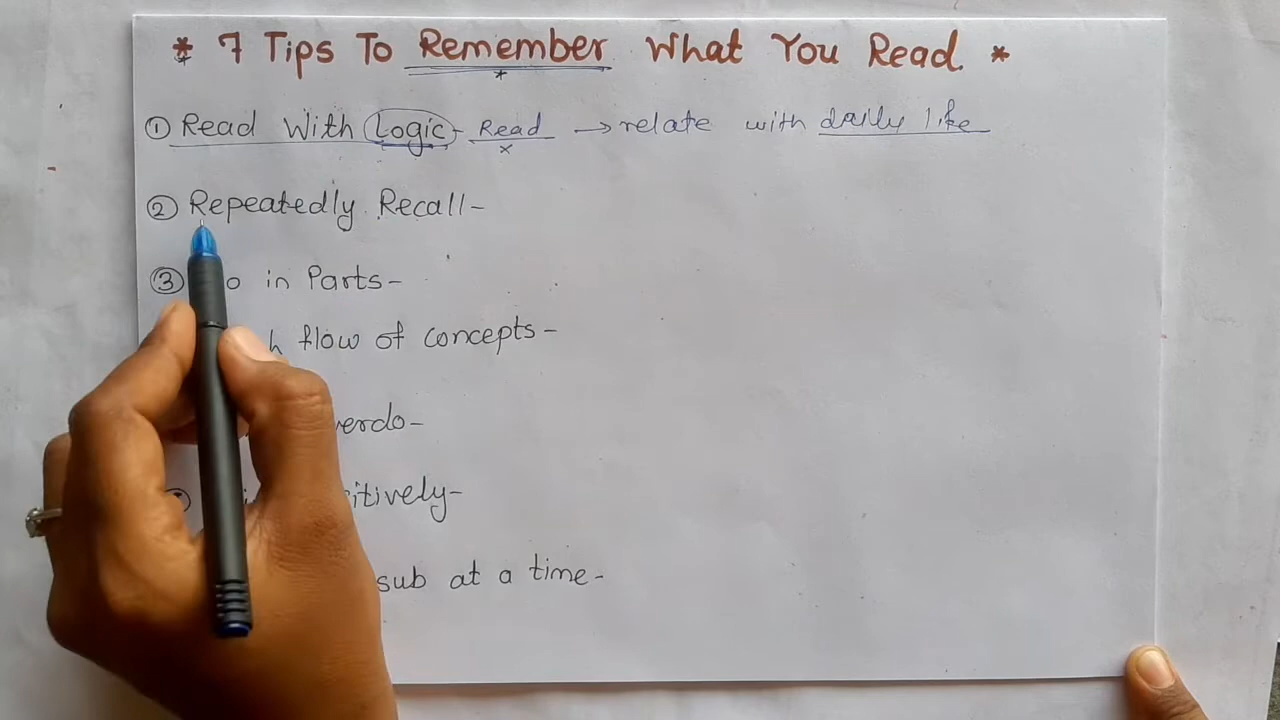 * 7 Tips To Remember What You Read. *
① Read With Logic - Read → relate with daily like
② Repeatedly Recall-
③ in Parts-
flow of concepts-
sub at a time-